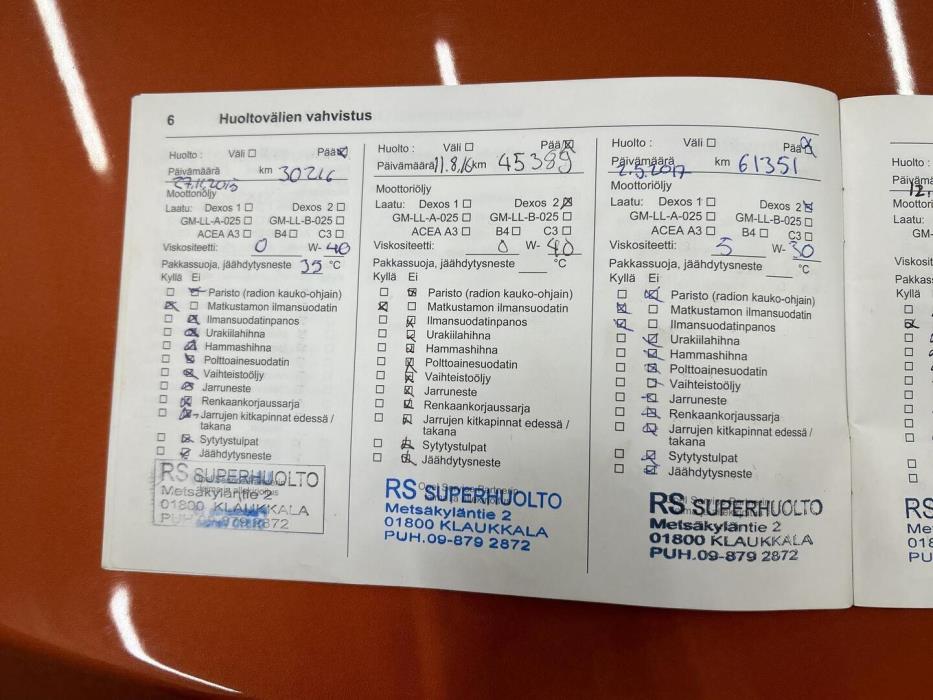 6 Huoltovälien vahvistus
Huolto : Väli ☐ Pää ☒
Päivämäärä km 30216
27.11.2015
Moottoriöljy
Laatu: Dexos 1 ☐ Dexos 2 ☐
GM-LL-A-025 ☐ GM-LL-B-025 ☐
ACEA A3 ☐ B4 ☐ C3 ☐
Viskositeetti: 0 W- 40
Pakkassuoja, jäähdytysneste 35 °C
Kyllä Ei
☐ ☒ Paristo (radion kauko-ohjain)
☒ ☐ Matkustamon ilmansuodatin
☐ ☒ Ilmansuodatinpanos
☐ ☒ Urakiilahihna
☐ ☒ Hammashihna
☐ ☒ Polttoainesuodatin
☐ ☒ Vaihteistoöljy
☐ ☒ Jarruneste
☐ ☒ Renkaankorjaussarja
☐ ☒ Jarrujen kitkapinnat edessä /
takana
☐ ☒ Sytytystulpat
☐ ☒ Jäähdytysneste
RS SUPERHUOLTO
Metsäkyläntie 2
01800 KLAUKKALA
Huolto : Väli ☐ Pää ☒
Päivämäärä 11.8.16 km 45389
Moottoriöljy
Laatu: Dexos 1 ☐ Dexos 2 ☒
GM-LL-A-025 ☐ GM-LL-B-025 ☐
ACEA A3 ☐ B4 ☐ C3 ☐
Viskositeetti: 0 W- 40
Pakkassuoja, jäähdytysneste °C
Kyllä Ei
☐ ☒ Paristo (radion kauko-ohjain)
☒ ☐ Matkustamon ilmansuodatin
☐ ☒ Ilmansuodatinpanos
☐ ☒ Urakiilahihna
☐ ☒ Hammashihna
☐ ☒ Polttoainesuodatin
☐ ☒ Vaihteistoöljy
☐ ☒ Jarruneste
☐ ☒ Renkaankorjaussarja
☐ ☒ Jarrujen kitkapinnat edessä /
takana
☐ ☒ Sytytystulpat
☐ ☒ Jäähdytysneste
RS SUPERHUOLTO
Metsäkyläntie 2
01800 KLAUKKALA
PUH.09-879 2872
Huolto : Väli ☐ Pää ☒
Päivämäärä km 61351
2.5.2017
Moottoriöljy
Laatu: Dexos 1 ☐ Dexos 2 ☒
GM-LL-A-025 ☐ GM-LL-B-025 ☐
ACEA A3 ☐ B4 ☐ C3 ☐
Viskositeetti: 5 W- 30
Pakkassuoja, jäähdytysneste °C
Kyllä Ei
☐ ☒ Paristo (radion kauko-ohjain)
☒ ☐ Matkustamon ilmansuodatin
☒ ☐ Ilmansuodatinpanos
☐ ☒ Urakiilahihna
☐ ☒ Hammashihna
☐ ☒ Polttoainesuodatin
☐ ☒ Vaihteistoöljy
☐ ☒ Jarruneste
☐ ☒ Renkaankorjaussarja
☐ ☒ Jarrujen kitkapinnat edessä /
takana
☐ ☒ Sytytystulpat
☐ ☒ Jäähdytysneste
RS SUPERHUOLTO
Metsäkyläntie 2
01800 KLAUKKALA
PUH.09-879 2872
Huolto :
Laatu:
GM-
Kyllä
RS